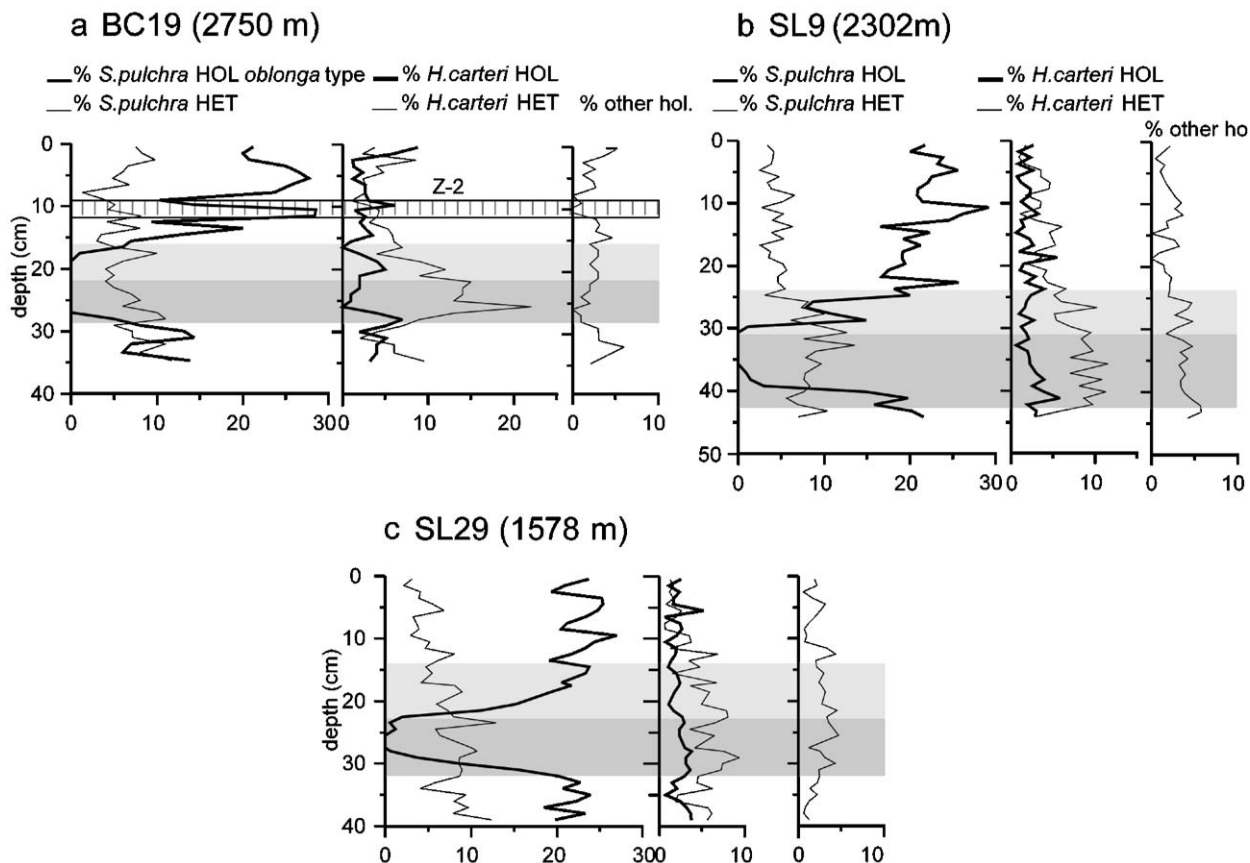 a BC19 (2750 m)
% S.pulchra HOL oblonga type % H.carteri HOL
% S.pulchra HET % H.carteri HET % other hol.
0
10
20
30
40
depth (cm)
Z-2
0 10 20 30 0 10 20 0 10
b SL9 (2302m)
% S.pulchra HOL % H.carteri HOL
% S.pulchra HET % H.carteri HET
% other ho
0
10
20
30
40
50
0 10 20 30 0 10 0 10
c SL29 (1578 m)
0
10
20
30
40
depth (cm)
0 10 20 30 0 10 0 10